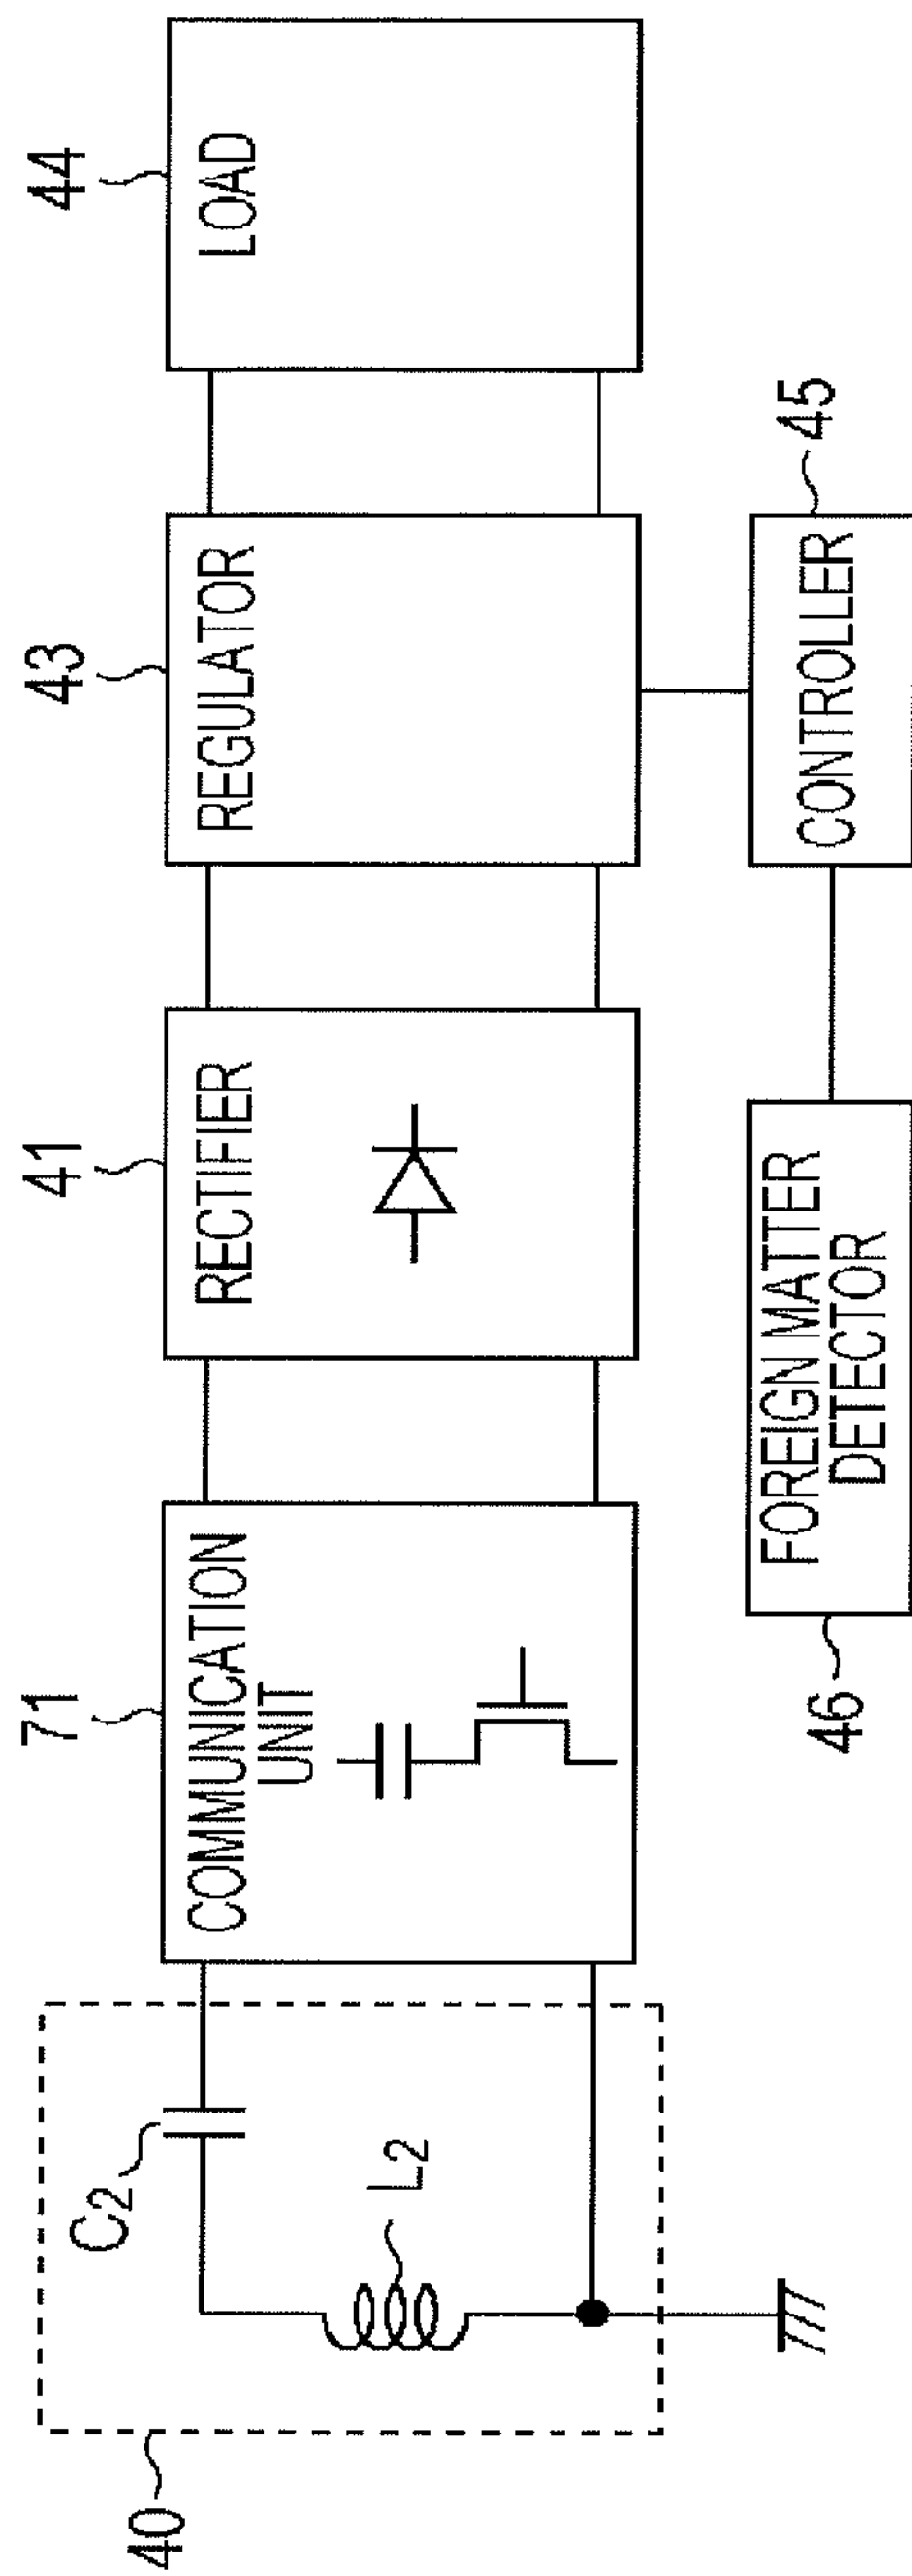 40
C2
L2
71
COMMUNICATION
UNIT
41
RECTIFIER
43
REGULATOR
44
LOAD
46
FOREIGN MATTER
DETECTOR
CONTROLLER
45